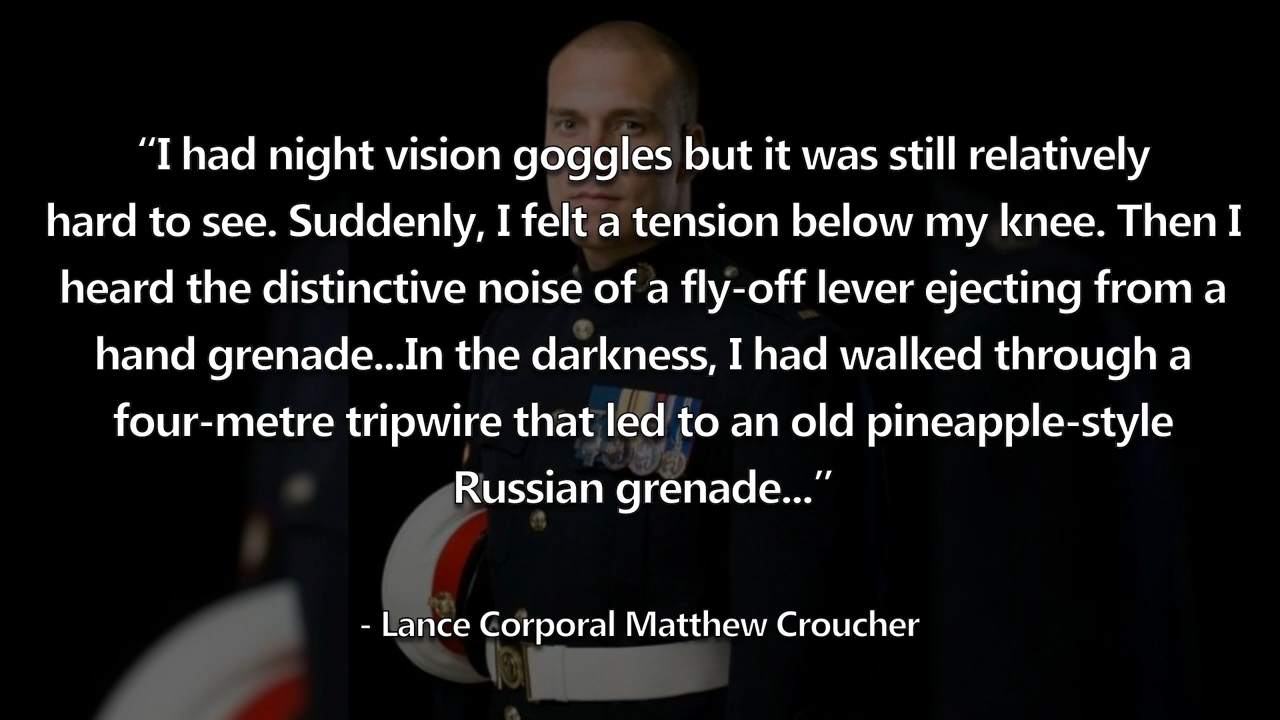 “I had night vision goggles but it was still relatively
hard to see. Suddenly, I felt a tension below my knee. Then I
heard the distinctive noise of a fly-off lever ejecting from a
hand grenade...In the darkness, I had walked through a
four-metre tripwire that led to an old pineapple-style
Russian grenade...”
- Lance Corporal Matthew Croucher